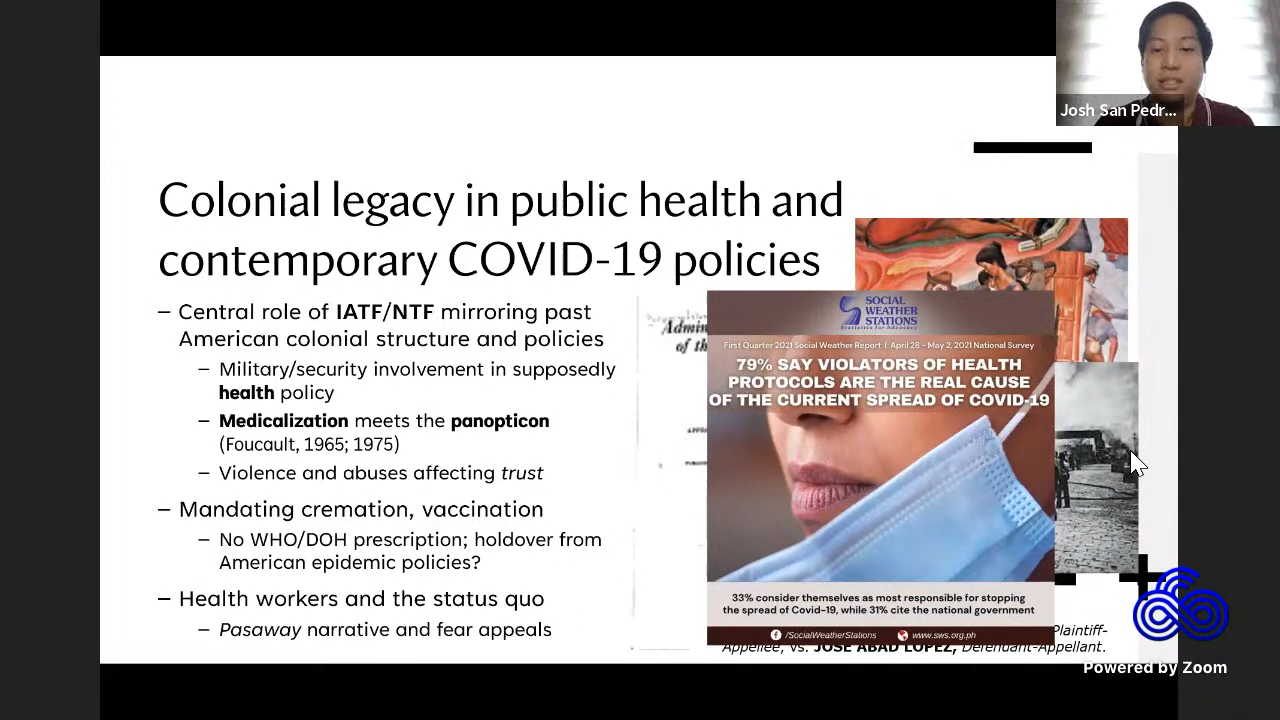 Josh San Pedr...
Colonial legacy in public health and
contemporary COVID-19 policies
– Central role of IATF/NTF mirroring past
American colonial structure and policies
– Military/security involvement in supposedly
health policy
– Medicalization meets the panopticon
(Foucault, 1965; 1975)
– Violence and abuses affecting trust
– Mandating cremation, vaccination
– No WHO/DOH prescription; holdover from
American epidemic policies?
– Health workers and the status quo
– Pasaway narrative and fear appeals
Admin
of th
SOCIAL
WEATHER
STATIONS
Statistics for Advocacy
First Quarter 2021 Social Weather Report | April 28 – May 2, 2021 National Survey
79% SAY VIOLATORS OF HEALTH
PROTOCOLS ARE THE REAL CAUSE
OF THE CURRENT SPREAD OF COVID-19
33% consider themselves as most responsible for stopping
the spread of Covid-19, while 31% cite the national government
/SocialWeatherStations www.sws.org.ph
Plaintiff-
Appellee, vs. JOSE ABAD LOPEZ, Defendant-Appellant.
Powered by Zoom